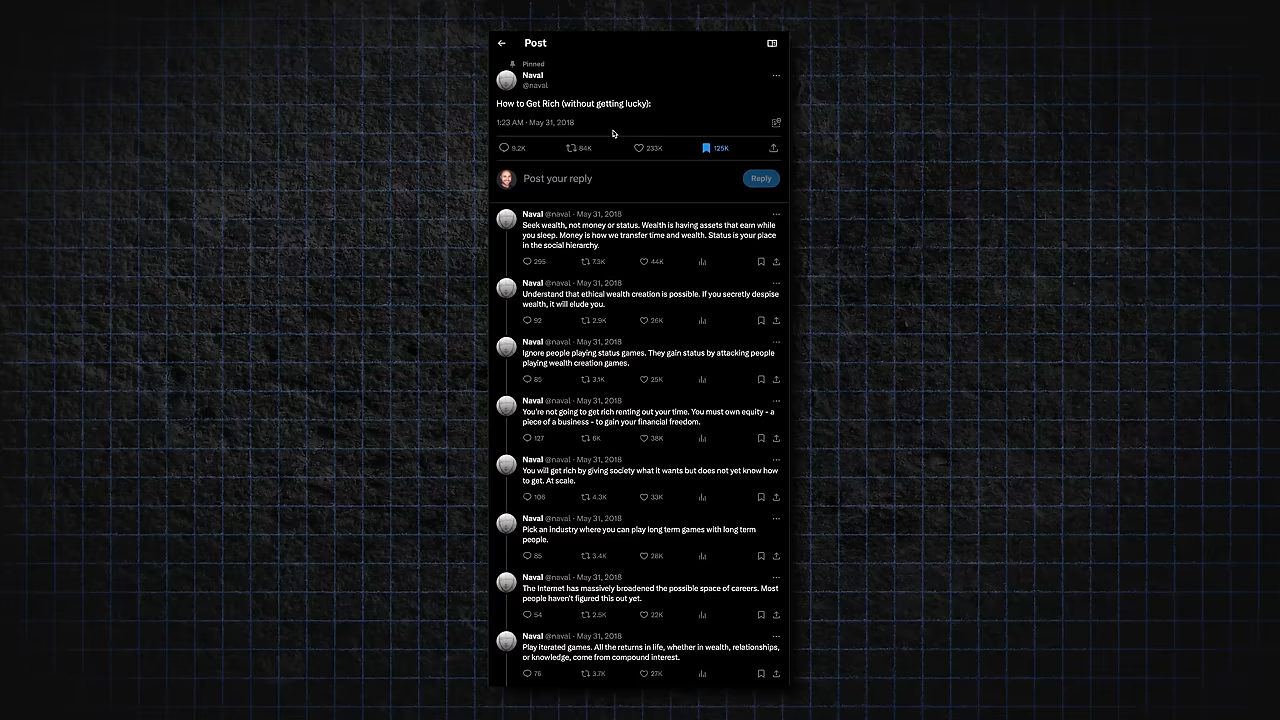 Post
Pinned
Naval
@naval
How to Get Rich (without getting lucky):
1:23 AM · May 31, 2018
9.2K 84K 233K 125K
Post your reply Reply
Naval @naval · May 31, 2018
Seek wealth, not money or status. Wealth is having assets that earn while
you sleep. Money is how we transfer time and wealth. Status is your place
in the social hierarchy.
295 7.3K 44K
Naval @naval · May 31, 2018
Understand that ethical wealth creation is possible. If you secretly despise
wealth, it will elude you.
92 2.9K 26K
Naval @naval · May 31, 2018
Ignore people playing status games. They gain status by attacking people
playing wealth creation games.
85 3.1K 25K
Naval @naval · May 31, 2018
You're not going to get rich renting out your time. You must own equity - a
piece of a business - to gain your financial freedom.
127 6K 38K
Naval @naval · May 31, 2018
You will get rich by giving society what it wants but does not yet know how
to get. At scale.
106 4.3K 33K
Naval @naval · May 31, 2018
Pick an industry where you can play long term games with long term
people.
85 3.4K 28K
Naval @naval · May 31, 2018
The Internet has massively broadened the possible space of careers. Most
people haven't figured this out yet.
54 2.5K 22K
Naval @naval · May 31, 2018
Play iterated games. All the returns in life, whether in wealth, relationships,
or knowledge, come from compound interest.
76 3.7K 27K